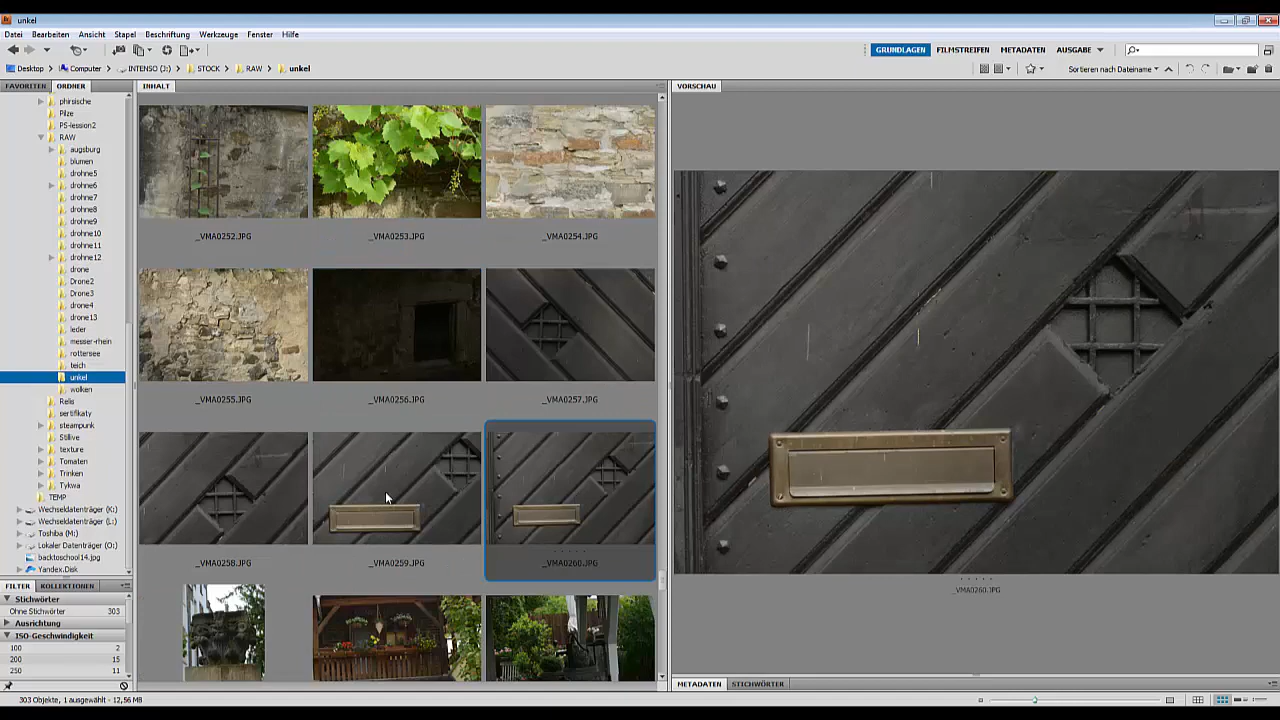 unkel
Datei Bearbeiten Ansicht Stapel Beschriftung Werkzeuge Fenster Hilfe
GRUNDLAGEN FILMSTREIFEN METADATEN AUSGABE
Desktop Computer INTENSO (J:) STOCK RAW unkel
Sortieren nach Dateiname
FAVORITEN ORDNER
INHALT
VORSCHAU
phirsische
Pilze
PS-lession2
RAW
augsburg
blumen
drohne5
drohne6
drohne7
drohne8
drohne9
drohne10
drohne11
drohne12
drone
Drone2
Drone3
drone4
drone13
leder
messer-rhein
rottersee
teich
unkel
wolken
Relis
sertifikaty
steampunk
Stillive
texture
Tomaten
Trinken
Tykwa
TEMP
Wechseldatenträger (K:)
Wechseldatenträger (L:)
Toshiba (M:)
Lokaler Datenträger (O:)
backtoschool14.jpg
Yandex.Disk
_VMA0252.JPG _VMA0253.JPG _VMA0254.JPG
_VMA0255.JPG _VMA0256.JPG _VMA0257.JPG
_VMA0258.JPG _VMA0259.JPG _VMA0260.JPG
_VMA0260.JPG
FILTER KOLLEKTIONEN
Stichwörter
Ohne Stichwörter 303
Ausrichtung
ISO-Geschwindigkeit
100 2
200 15
250 11
METADATEN STICHWÖRTER
303 Objekte, 1 ausgewählt - 12,56 MB